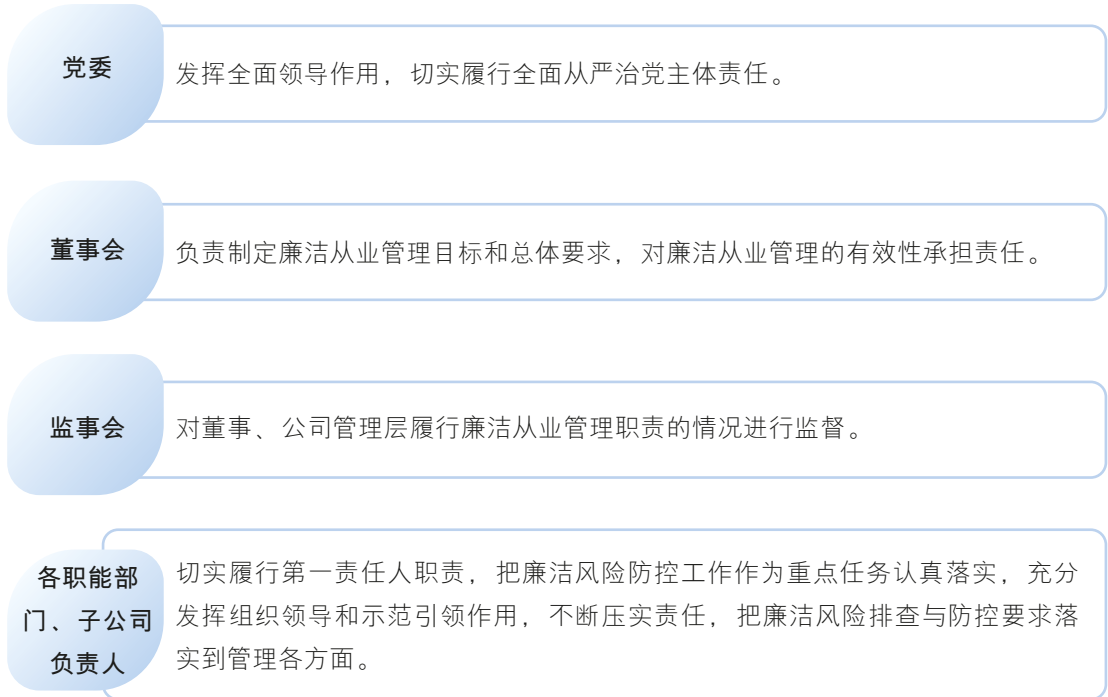 党委
发挥全面领导作用，切实履行全面从严治党主体责任。
董事会
负责制定廉洁从业管理目标和总体要求，对廉洁从业管理的有效性承担责任。
监事会
对董事、公司管理层履行廉洁从业管理职责的情况进行监督。
各职能部
门、子公司
负责人
切实履行第一责任人职责，把廉洁风险防控工作作为重点任务认真落实，充分
发挥组织领导和示范引领作用，不断压实责任，把廉洁风险排查与防控要求落
实到管理各方面。